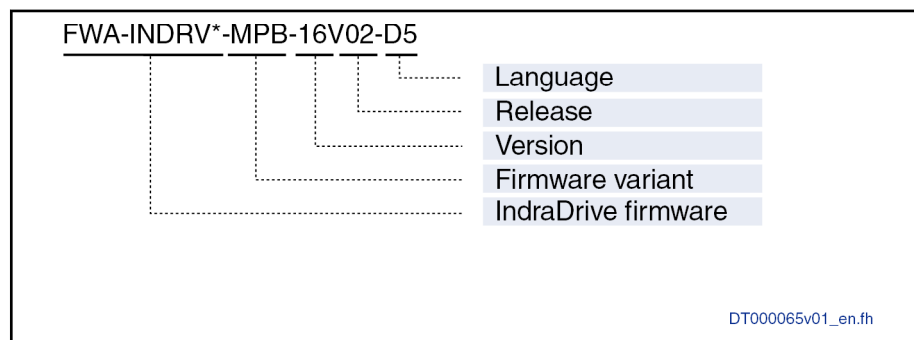 FWA-INDRV*-MPB-16V02-D5
Language
Release
Version
Firmware variant
IndraDrive firmware
DT000065v01_en.fh